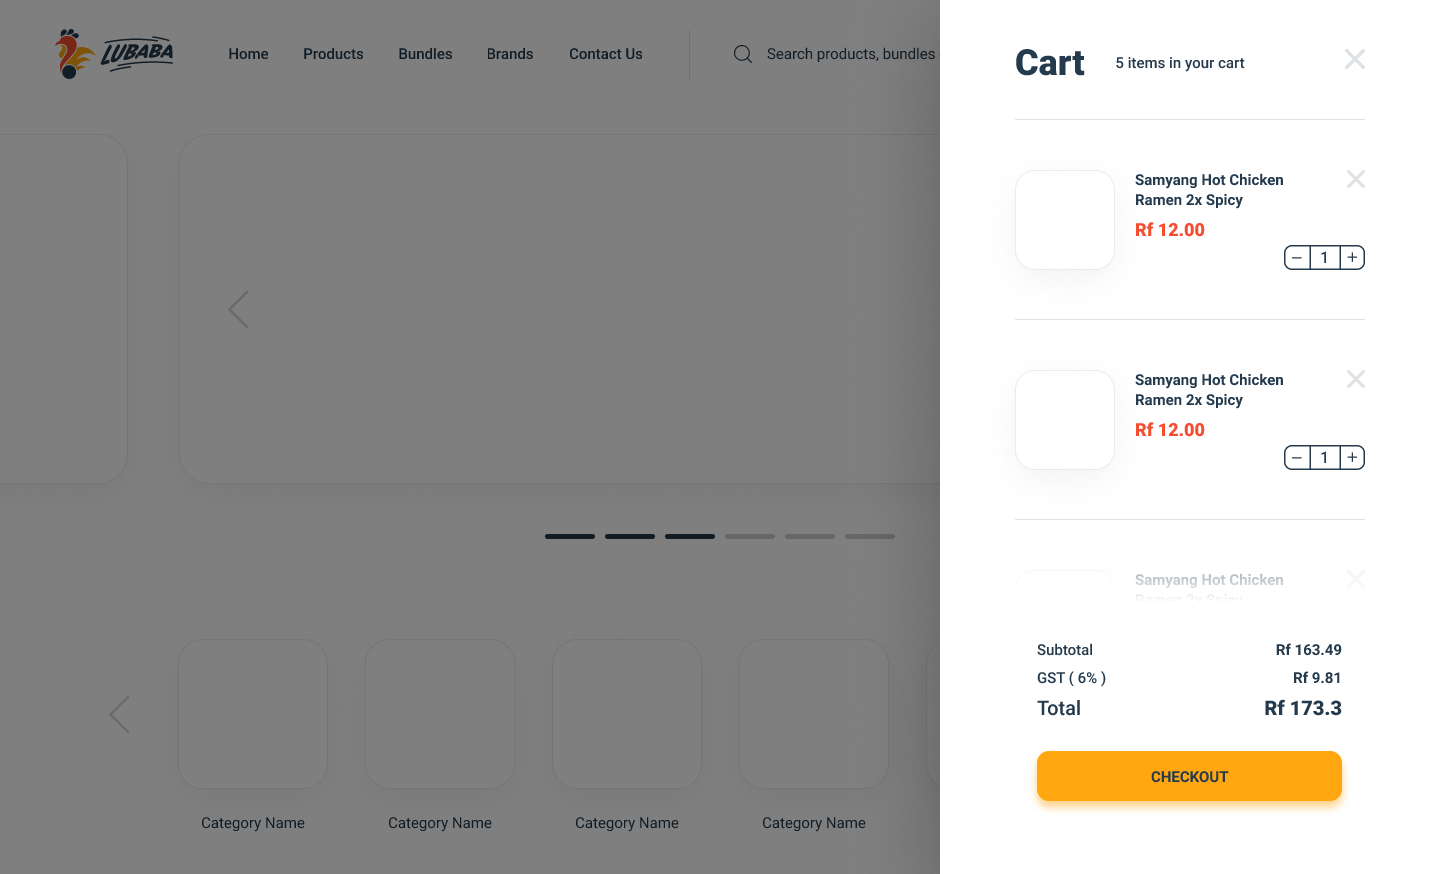 LUBABA
Home Products Bundles Brands Contact Us
Search products, bundles
Cart
5 items in your cart
Samyang Hot Chicken
Ramen 2x Spicy
Rf 12.00
− 1 +
Samyang Hot Chicken
Ramen 2x Spicy
Rf 12.00
− 1 +
Samyang Hot Chicken
Ramen 2x Spicy
Subtotal Rf 163.49
GST ( 6% ) Rf 9.81
Total Rf 173.3
CHECKOUT
Category Name Category Name Category Name Category Name